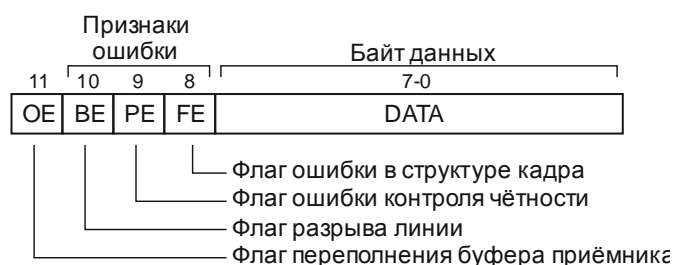 Признаки
ошибки
Байт данных
11 10 9 8 7-0
OE BE PE FE DATA
Флаг ошибки в структуре кадра
Флаг ошибки контроля чётности
Флаг разрыва линии
Флаг переполнения буфера приёмника